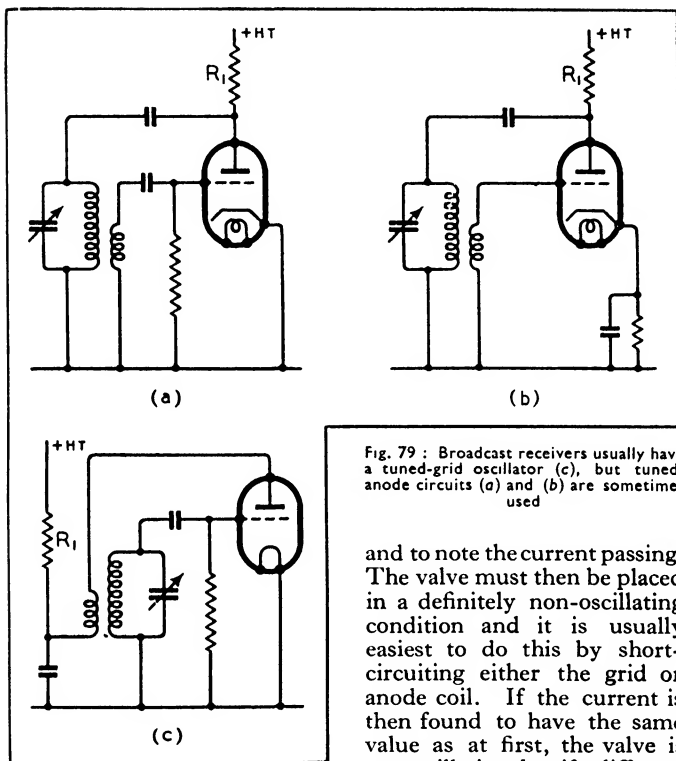 +HT
R1
(a)
+HT
R1
(b)
+HT
R1
(c)
Fig. 79 : Broadcast receivers usually hav
a tuned-grid oscillator (c), but tuned
anode circuits (a) and (b) are sometime
used
and to note the current passing
The valve must then be placed
in a definitely non-oscillating
condition and it is usually
easiest to do this by short-
circuiting either the grid or
anode coil. If the current is
then found to have the same
value as at first, the valve is